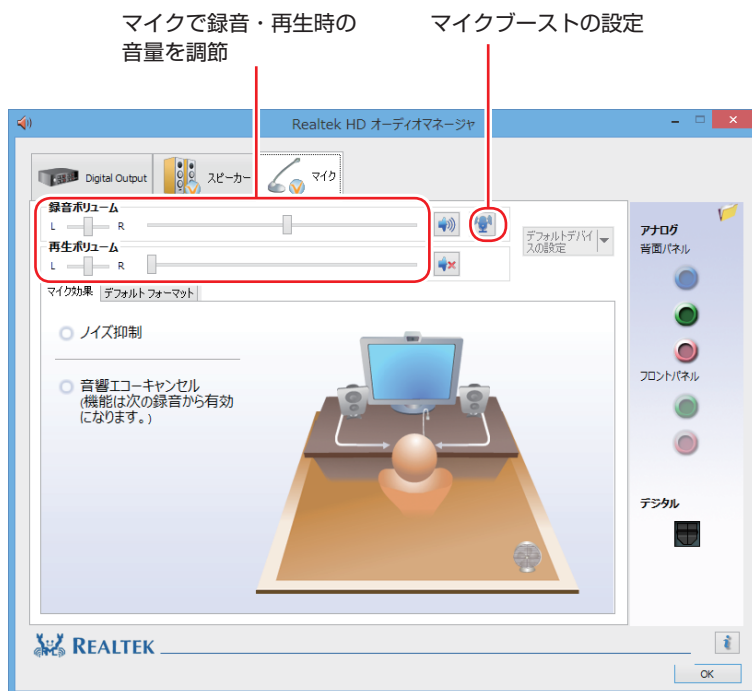 マイクで録音・再生時の
音量を調節
マイクブーストの設定
Realtek HD オーディオマネージャ
Digital Output
スピーカー
マイク
録音ボリューム
L R
再生ボリューム
L R
デフォルトデバイ
スの設定
マイク効果 デフォルト フォーマット
ノイズ抑制
音響エコーキャンセル
(機能は次の録音から有効
になります。)
アナログ
背面パネル
フロントパネル
デジタル
REALTEK
i
OK